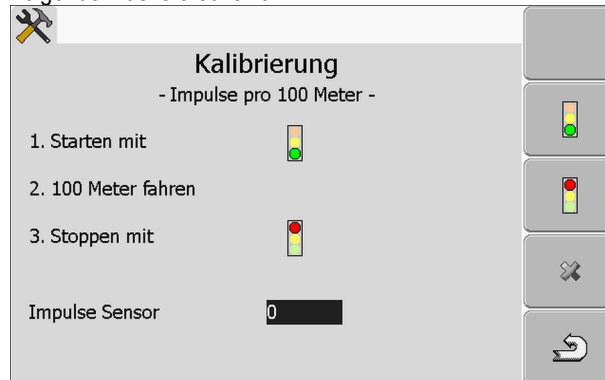 Kalibrierung
- Impulse pro 100 Meter -
1. Starten mit
2. 100 Meter fahren
3. Stoppen mit
Impulse Sensor 0